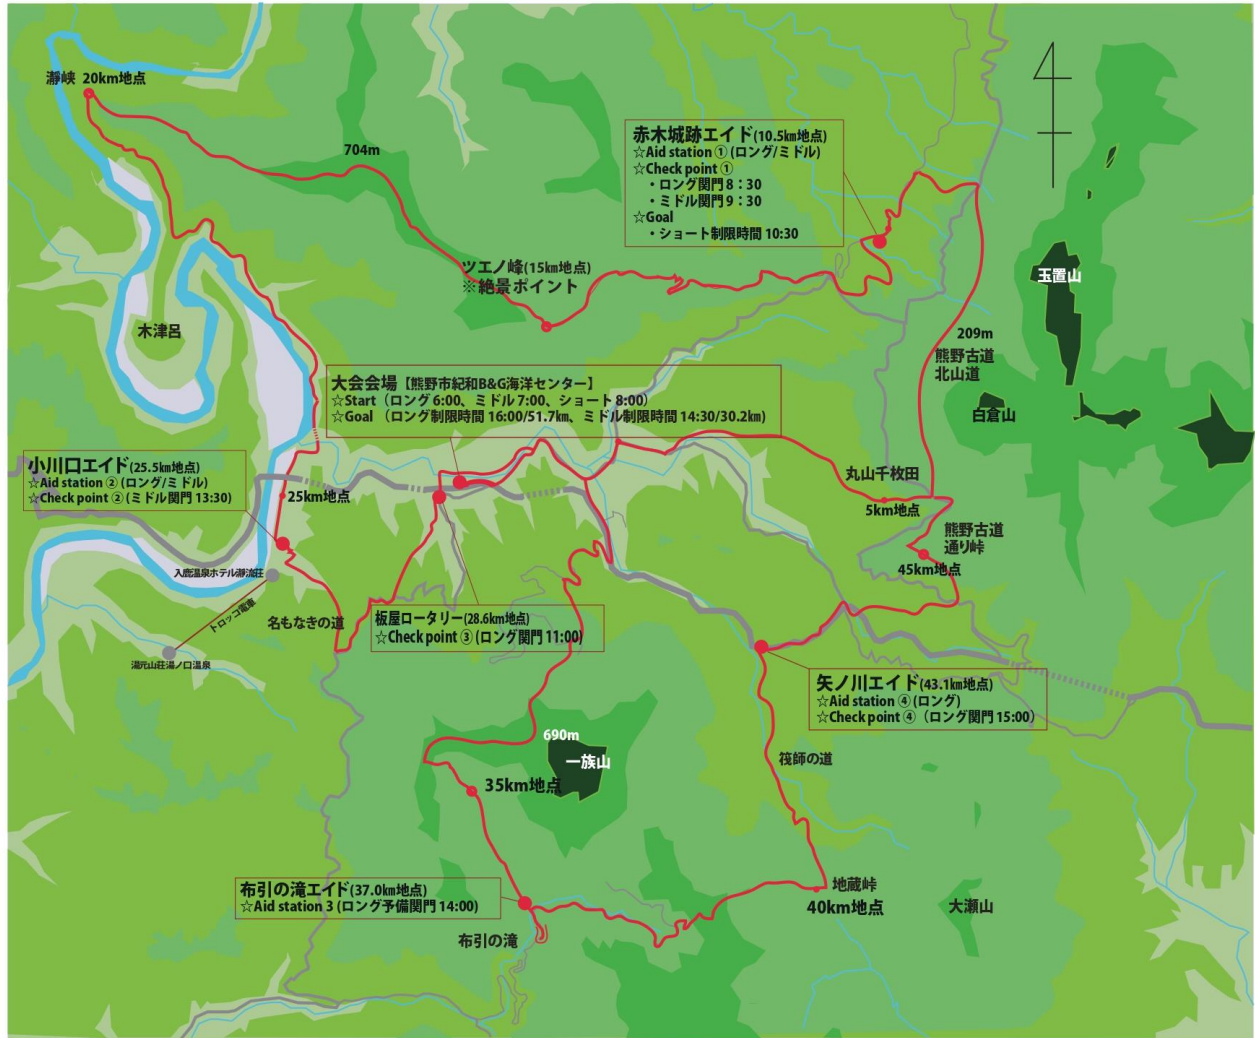 瀞峡 20km地点
704m
赤木城跡エイド(10.5km地点)
☆Aid station ① (ロング/ミドル)
☆Check point ①
・ロング関門 8：30
・ミドル関門 9：30
☆Goal
・ショート制限時間 10:30
ツエノ峰(15km地点)
※絶景ポイント
玉置山
木津呂
209m
熊野古道
北山道
白倉山
大会会場【熊野市紀和B&G海洋センター】
☆Start（ロング 6:00、ミドル 7:00、ショート 8:00）
☆Goal （ロング制限時間 16:00/51.7km、ミドル制限時間 14:30/30.2km)
小川口エイド(25.5km地点)
☆Aid station ② (ロング/ミドル)
☆Check point ② (ミドル関門 13:30)
25km地点
丸山千枚田
5km地点
熊野古道
通り峠
45km地点
入鹿温泉ホテル瀞流荘
トロッコ電車
名もなきの道
湯元山荘湯ノ口温泉
板屋ロータリー(28.6km地点)
☆Check point ③ (ロング関門 11:00)
矢ノ川エイド(43.1km地点)
☆Aid station ④ (ロング)
☆Check point ④（ロング関門 15:00）
690m
一族山
筏師の道
35km地点
布引の滝エイド(37.0km地点)
☆Aid station 3 (ロング予備関門 14:00)
地蔵峠
40km地点
大瀬山
布引の滝